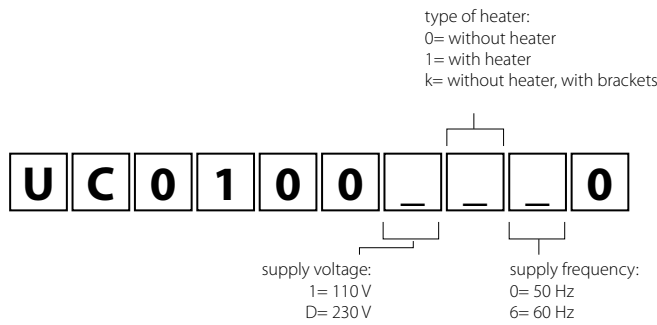 type of heater:
0= without heater
1= with heater
k= without heater, with brackets
U C 0 1 0 0 _ _ _ 0
supply voltage:
1= 110 V
D= 230 V
supply frequency:
0= 50 Hz
6= 60 Hz